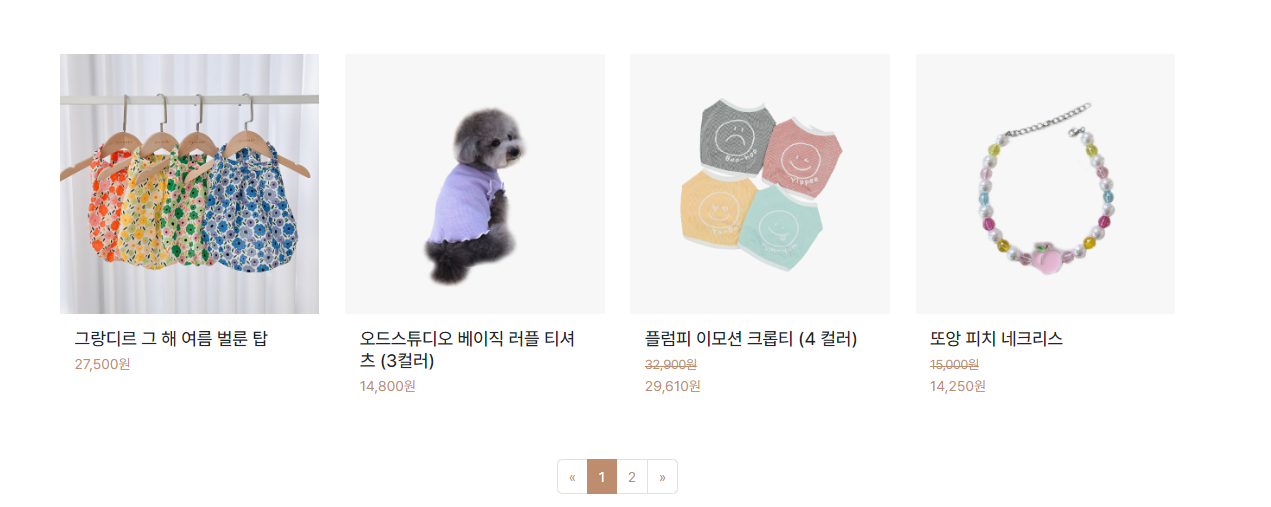 그랑디르 그 해 여름 벌룬 탑
27,500원
오드스튜디오 베이직 러플 티셔
츠 (3컬러)
14,800원
Boo-hoo
Yippee
플럼피 이모션 크롭티 (4 컬러)
32,900원
29,610원
또앙 피치 네크리스
15,000원
14,250원
« 1 2 »